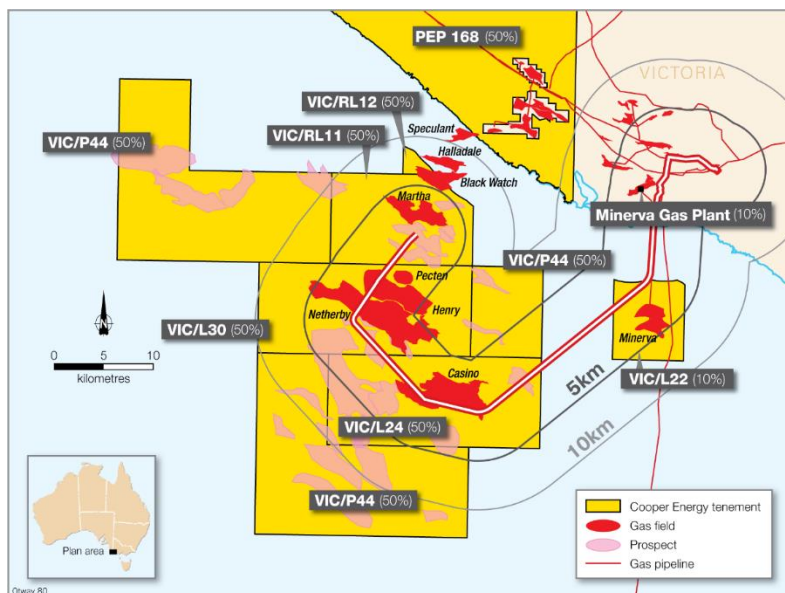 PEP 168 (50%)
VICTORIA
VIC/RL12 (50%)
VIC/P44 (50%)
VIC/RL11 (50%)
Speculant
Halladale
Black Watch
Martha
Minerva Gas Plant (10%)
VIC/P44 (50%)
Pecten
Henry
Netherby
VIC/L30 (50%)
Minerva
0 5 10
kilometres
Casino
VIC/L22 (10%)
5km
10km
VIC/L24 (50%)
VIC/P44 (50%)
Plan area
Cooper Energy tenement
Gas field
Prospect
Gas pipeline
Otway 80